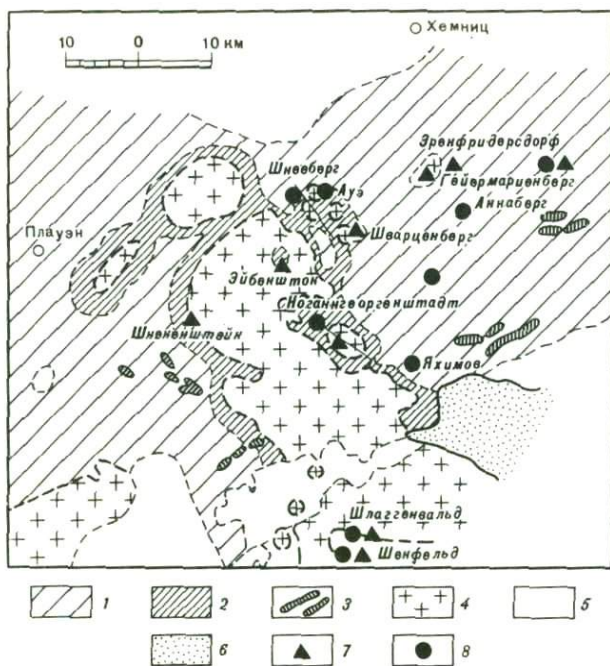 Хемниц
10 0 10 км
Эренфридерсдорф
Шнееберг
Гейермариенберг
Ауэ
Аннаберг
Плауэн
Шварценберг
Эйбеншток
Иоганнгеоргенштадт
Шнекенштейн
Яхимов
Шлаггенвальд
Шенфельд
1 2 3 4 5
6 7 8